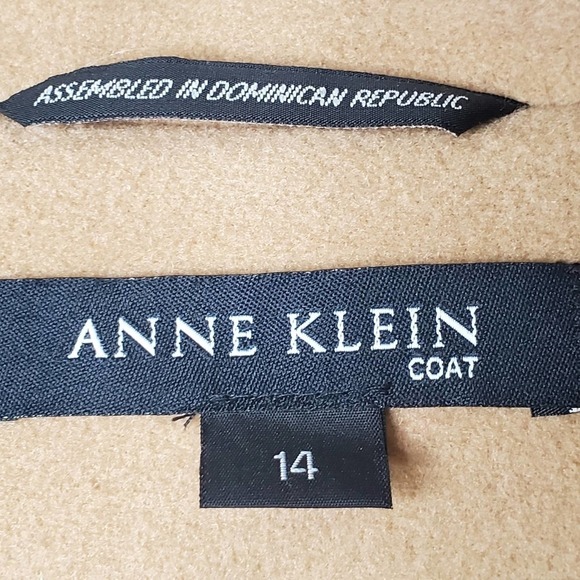 ASSEMBLED IN DOMINICAN REPUBLIC
ANNE KLEIN
COAT
14